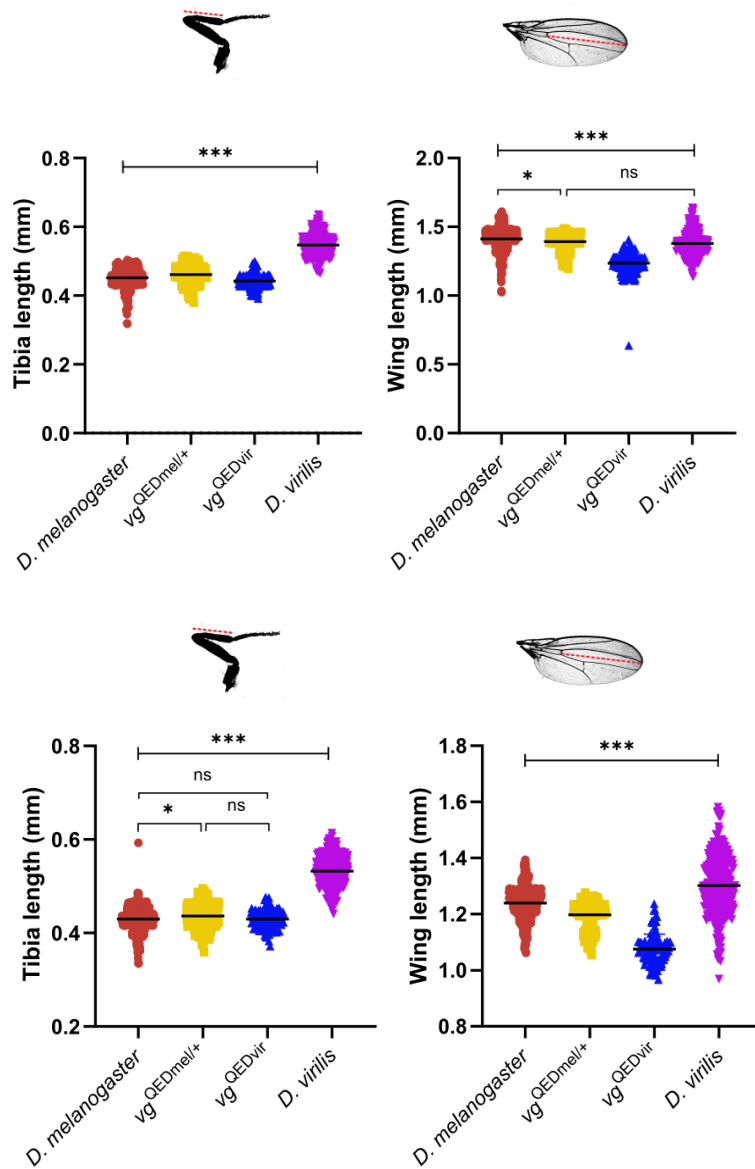 ***
Tibia length (mm)
0.8
0.6
0.4
0.2
0.0
D. melanogaster
vg^QEDmel/+
vg^QEDvir
D. virilis
***
* ns
Wing length (mm)
2.0
1.5
1.0
0.5
0.0
D. melanogaster
vg^QEDmel/+
vg^QEDvir
D. virilis
***
ns
* ns
Tibia length (mm)
0.8
0.6
0.4
0.2
D. melanogaster
vg^QEDmel/+
vg^QEDvir
D. virilis
***
Wing length (mm)
1.8
1.6
1.4
1.2
1.0
0.8
D. melanogaster
vg^QEDmel/+
vg^QEDvir
D. virilis